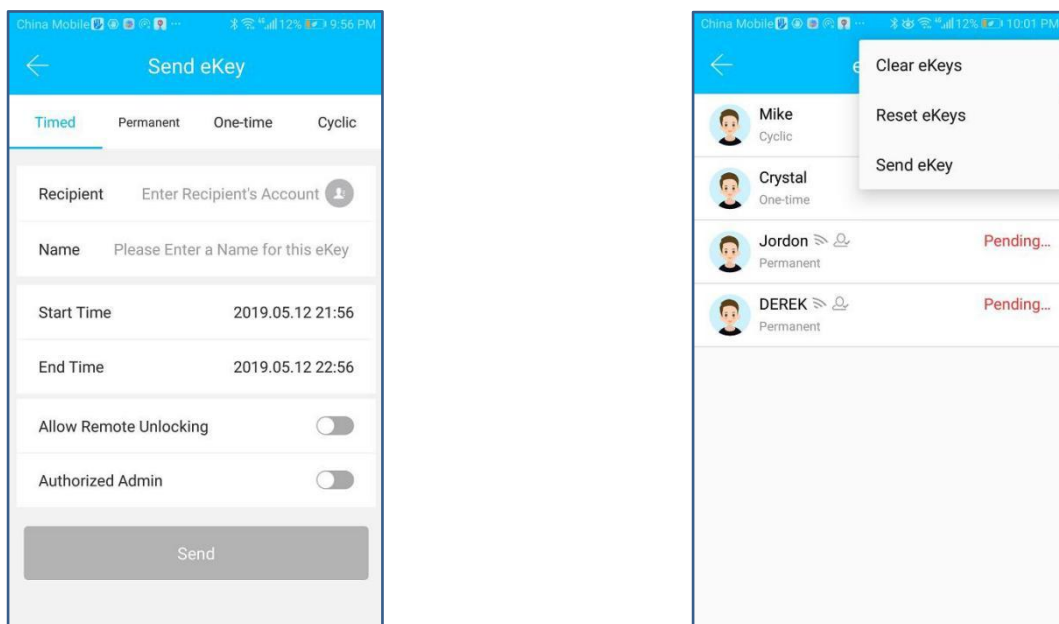 China Mobile 12% 9:56 PM
Send eKey
Timed Permanent One-time Cyclic
Recipient Enter Recipient's Account
Name Please Enter a Name for this eKey
Start Time 2019.05.12 21:56
End Time 2019.05.12 22:56
Allow Remote Unlocking
Authorized Admin
Send
China Mobile 12% 10:01 PM
Clear eKeys
Reset eKeys
Send eKey
Mike
Cyclic
Crystal
One-time
Jordon Pending...
Permanent
DEREK Pending...
Permanent